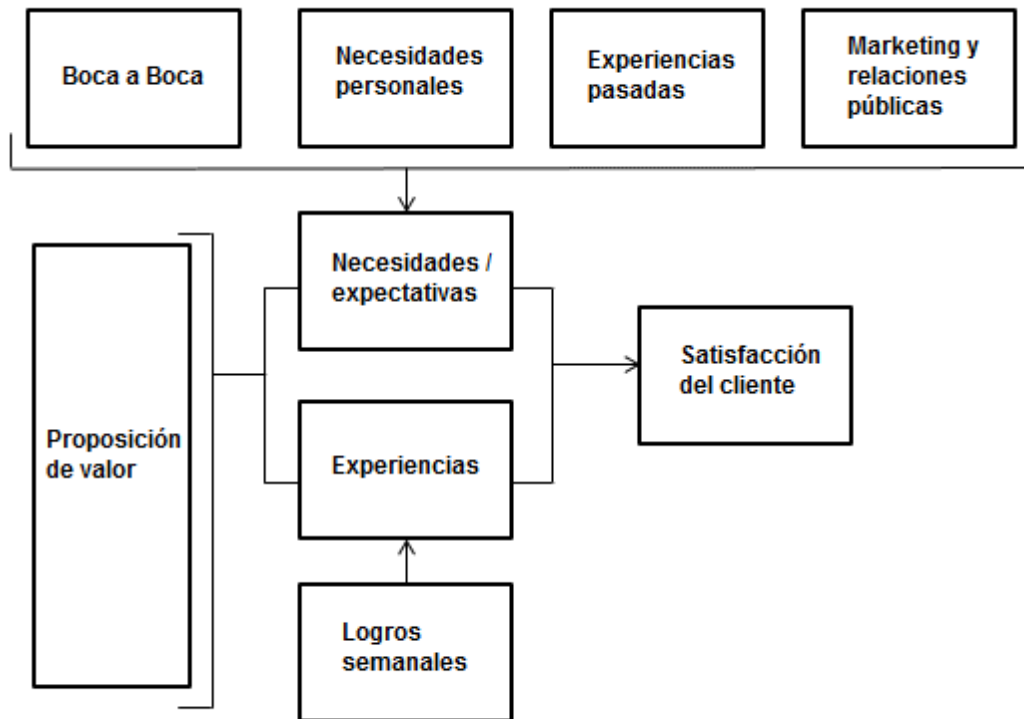 Boca a Boca
Necesidades
personales
Experiencias
pasadas
Marketing y
relaciones
públicas
Necesidades /
expectativas
Proposición
de valor
Satisfacción
del cliente
Experiencias
Logros
semanales